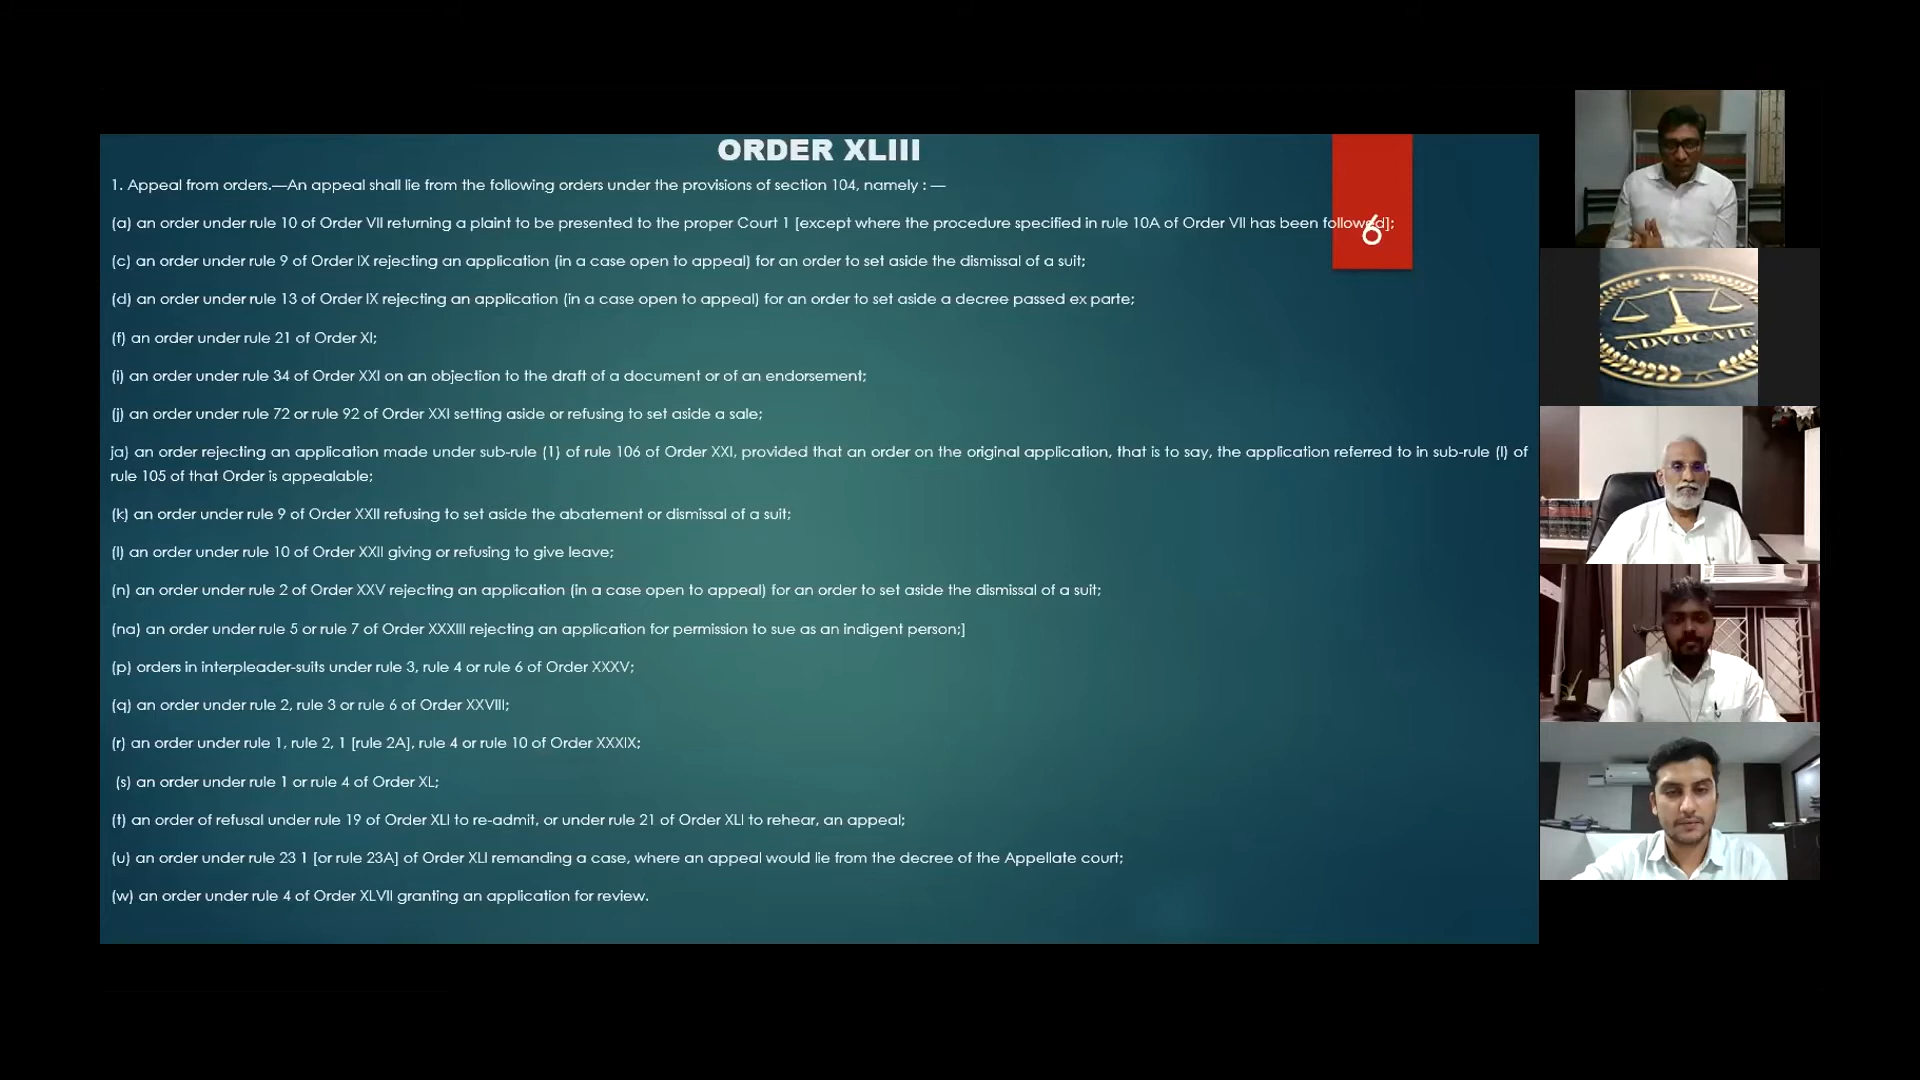 ORDER XLIII
6
1. Appeal from orders.—An appeal shall lie from the following orders under the provisions of section 104, namely : —
(a) an order under rule 10 of Order VII returning a plaint to be presented to the proper Court 1 [except where the procedure specified in rule 10A of Order VII has been followed];
(c) an order under rule 9 of Order IX rejecting an application (in a case open to appeal) for an order to set aside the dismissal of a suit;
(d) an order under rule 13 of Order IX rejecting an application (in a case open to appeal) for an order to set aside a decree passed ex parte;
(f) an order under rule 21 of Order XI;
(i) an order under rule 34 of Order XXI on an objection to the draft of a document or of an endorsement;
(j) an order under rule 72 or rule 92 of Order XXI setting aside or refusing to set aside a sale;
ja) an order rejecting an application made under sub-rule (1) of rule 106 of Order XXI, provided that an order on the original application, that is to say, the application referred to in sub-rule (l) of
rule 105 of that Order is appealable;
(k) an order under rule 9 of Order XXII refusing to set aside the abatement or dismissal of a suit;
(l) an order under rule 10 of Order XXII giving or refusing to give leave;
(n) an order under rule 2 of Order XXV rejecting an application (in a case open to appeal) for an order to set aside the dismissal of a suit;
(na) an order under rule 5 or rule 7 of Order XXXIII rejecting an application for permission to sue as an indigent person;]
(p) orders in interpleader-suits under rule 3, rule 4 or rule 6 of Order XXXV;
(q) an order under rule 2, rule 3 or rule 6 of Order XXVIII;
(r) an order under rule 1, rule 2, 1 [rule 2A], rule 4 or rule 10 of Order XXXIX;
(s) an order under rule 1 or rule 4 of Order XL;
(t) an order of refusal under rule 19 of Order XLI to re-admit, or under rule 21 of Order XLI to rehear, an appeal;
(u) an order under rule 23 1 [or rule 23A] of Order XLI remanding a case, where an appeal would lie from the decree of the Appellate court;
(w) an order under rule 4 of Order XLVII granting an application for review.
ADVOCATE